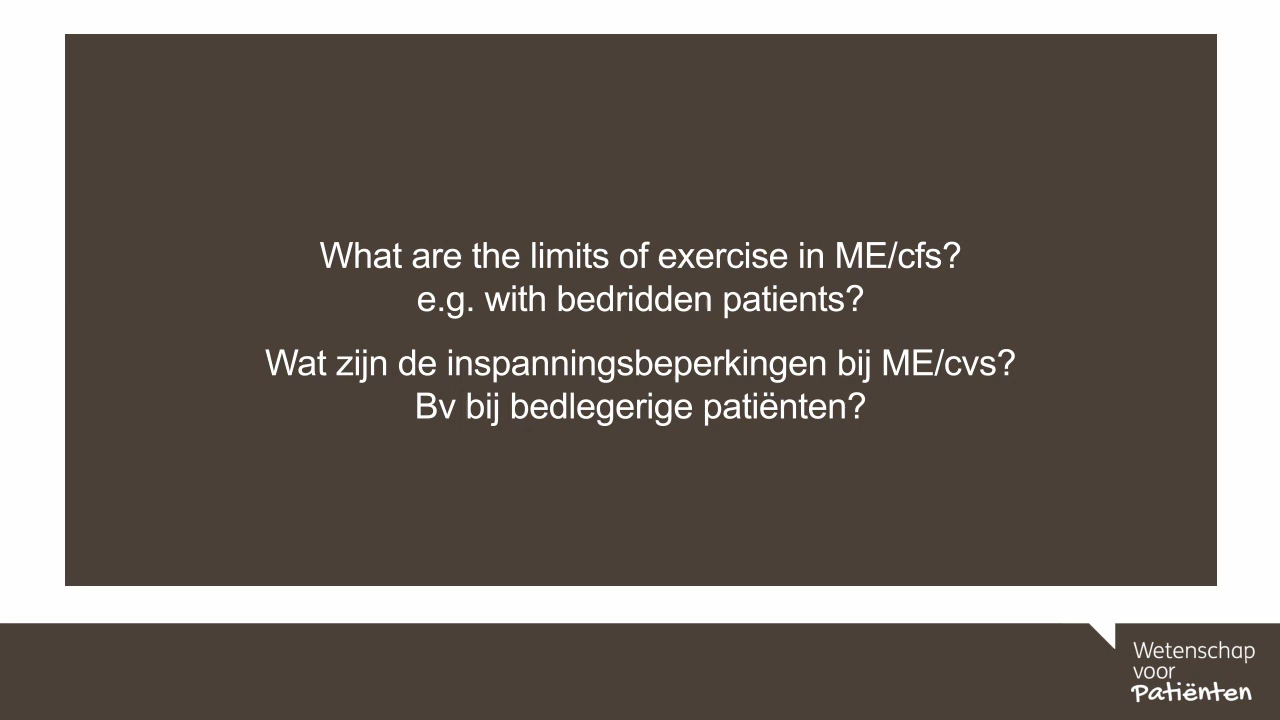 What are the limits of exercise in ME/cfs?
e.g. with bedridden patients?
Wat zijn de inspanningsbeperkingen bij ME/cvs?
Bv bij bedlegerige patiënten?
Wetenschap
voor
Patiënten